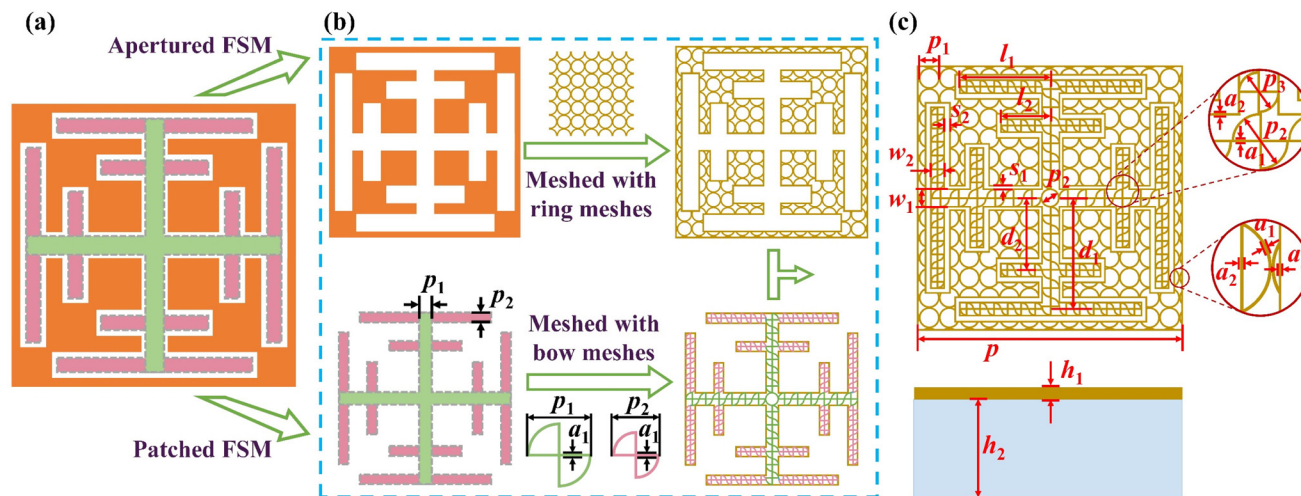 (a)
Apertured FSM
Patched FSM
(b)
Meshed with
ring meshes
p1
p2
Meshed with
bow meshes
p1
a1
p2
a1
(c)
p1
l1
l2
s2
w2
w1
s1
p2
d2
d1
p
a2
p3
p2
a1
a1
a2
a
h1
h2